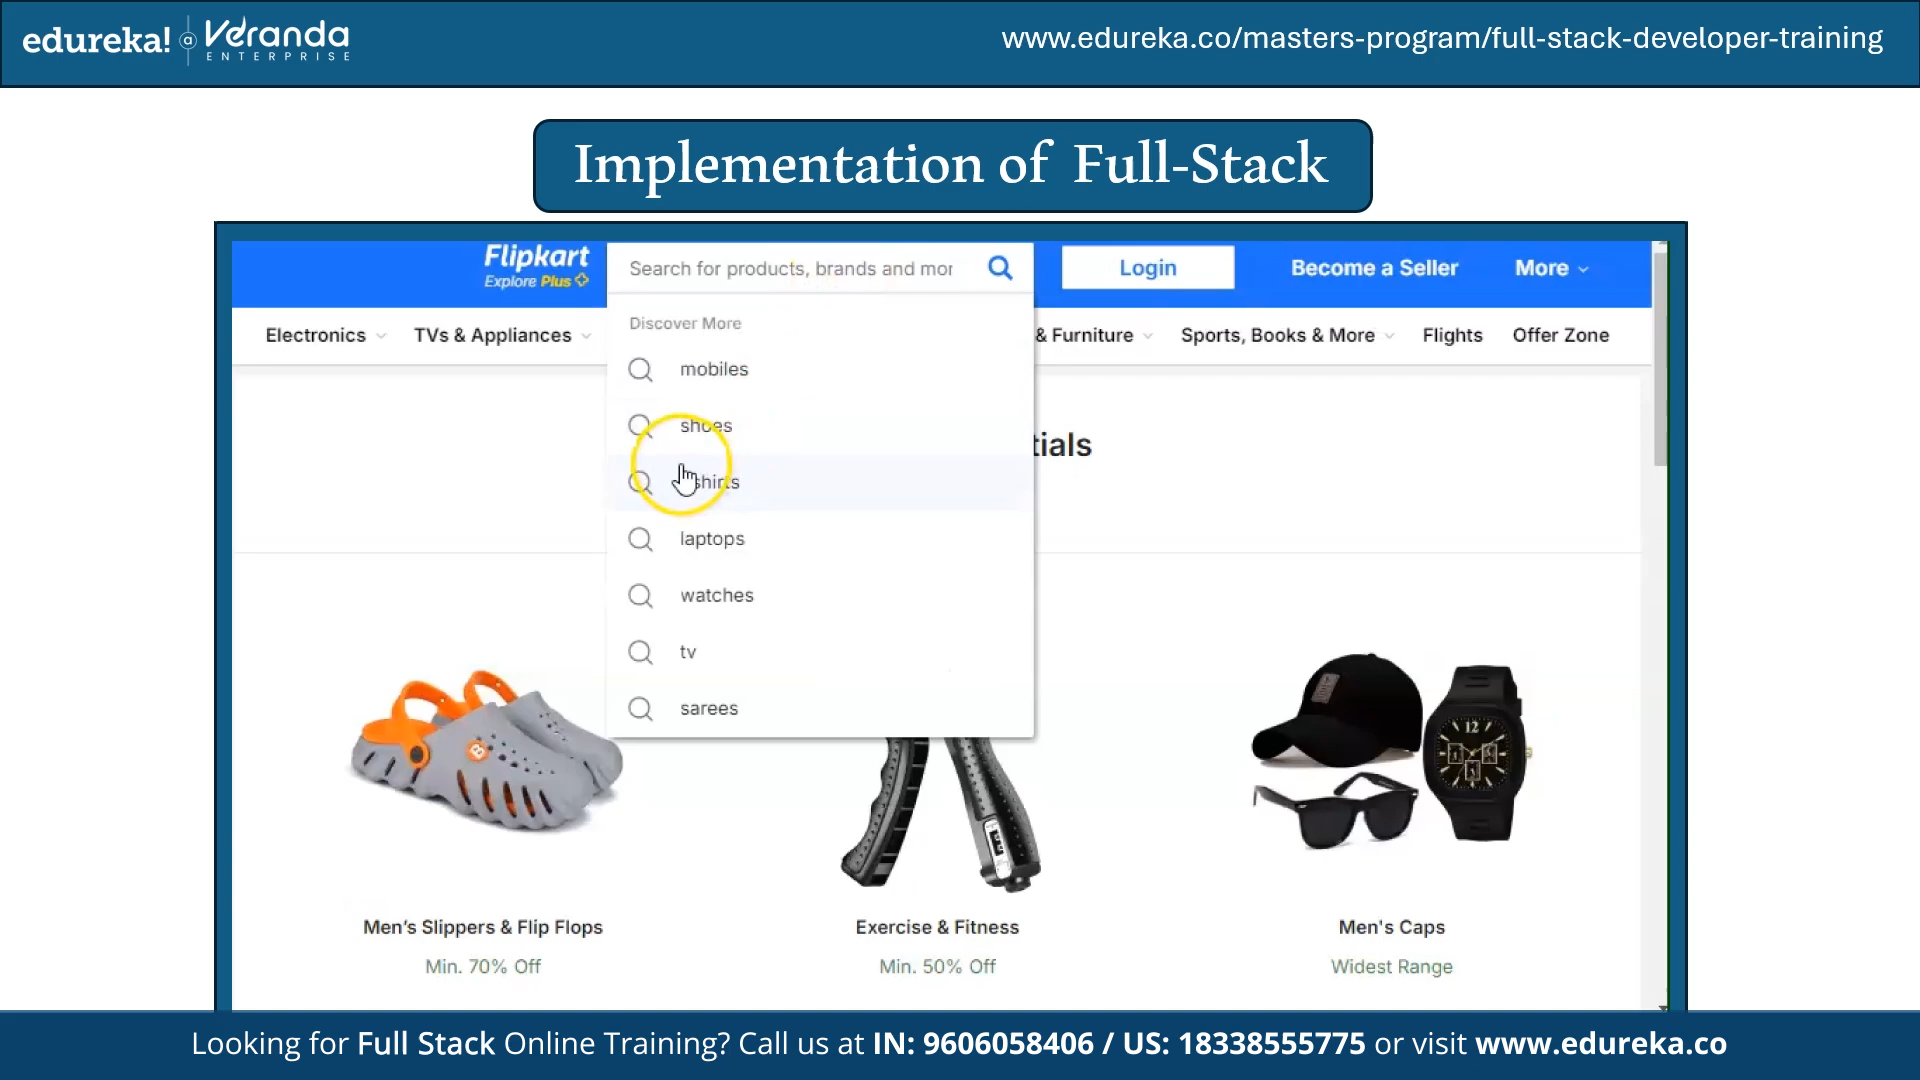 edureka! a Veranda
ENTERPRISE
www.edureka.co/masters-program/full-stack-developer-training
Implementation of Full-Stack
Flipkart
Explore Plus
Search for products, brands and mor
Login
Become a Seller
More
Electronics
TVs & Appliances
& Furniture
Sports, Books & More
Flights
Offer Zone
Discover More
mobiles
shoes
shirts
laptops
watches
tv
sarees
tials
Men's Slippers & Flip Flops
Min. 70% Off
Exercise & Fitness
Min. 50% Off
Men's Caps
Widest Range
Looking for Full Stack Online Training? Call us at IN: 9606058406 / US: 18338555775 or visit www.edureka.co